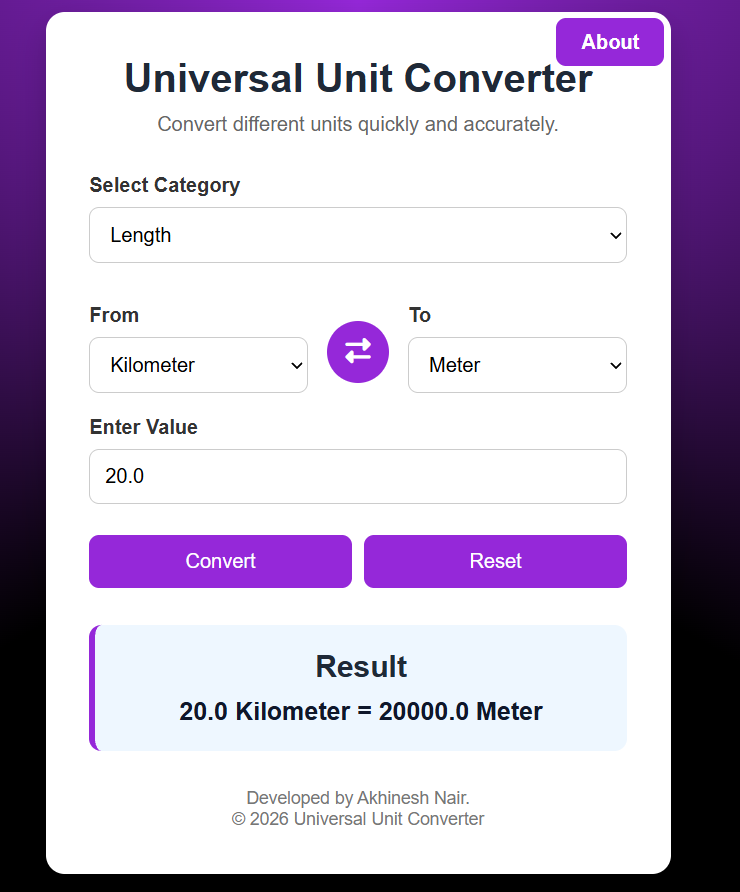 About
Universal Unit Converter
Convert different units quickly and accurately.
Select Category
Length
From
To
Kilometer
Meter
Enter Value
20.0
Convert
Reset
Result
20.0 Kilometer = 20000.0 Meter
Developed by Akhinesh Nair.
© 2026 Universal Unit Converter